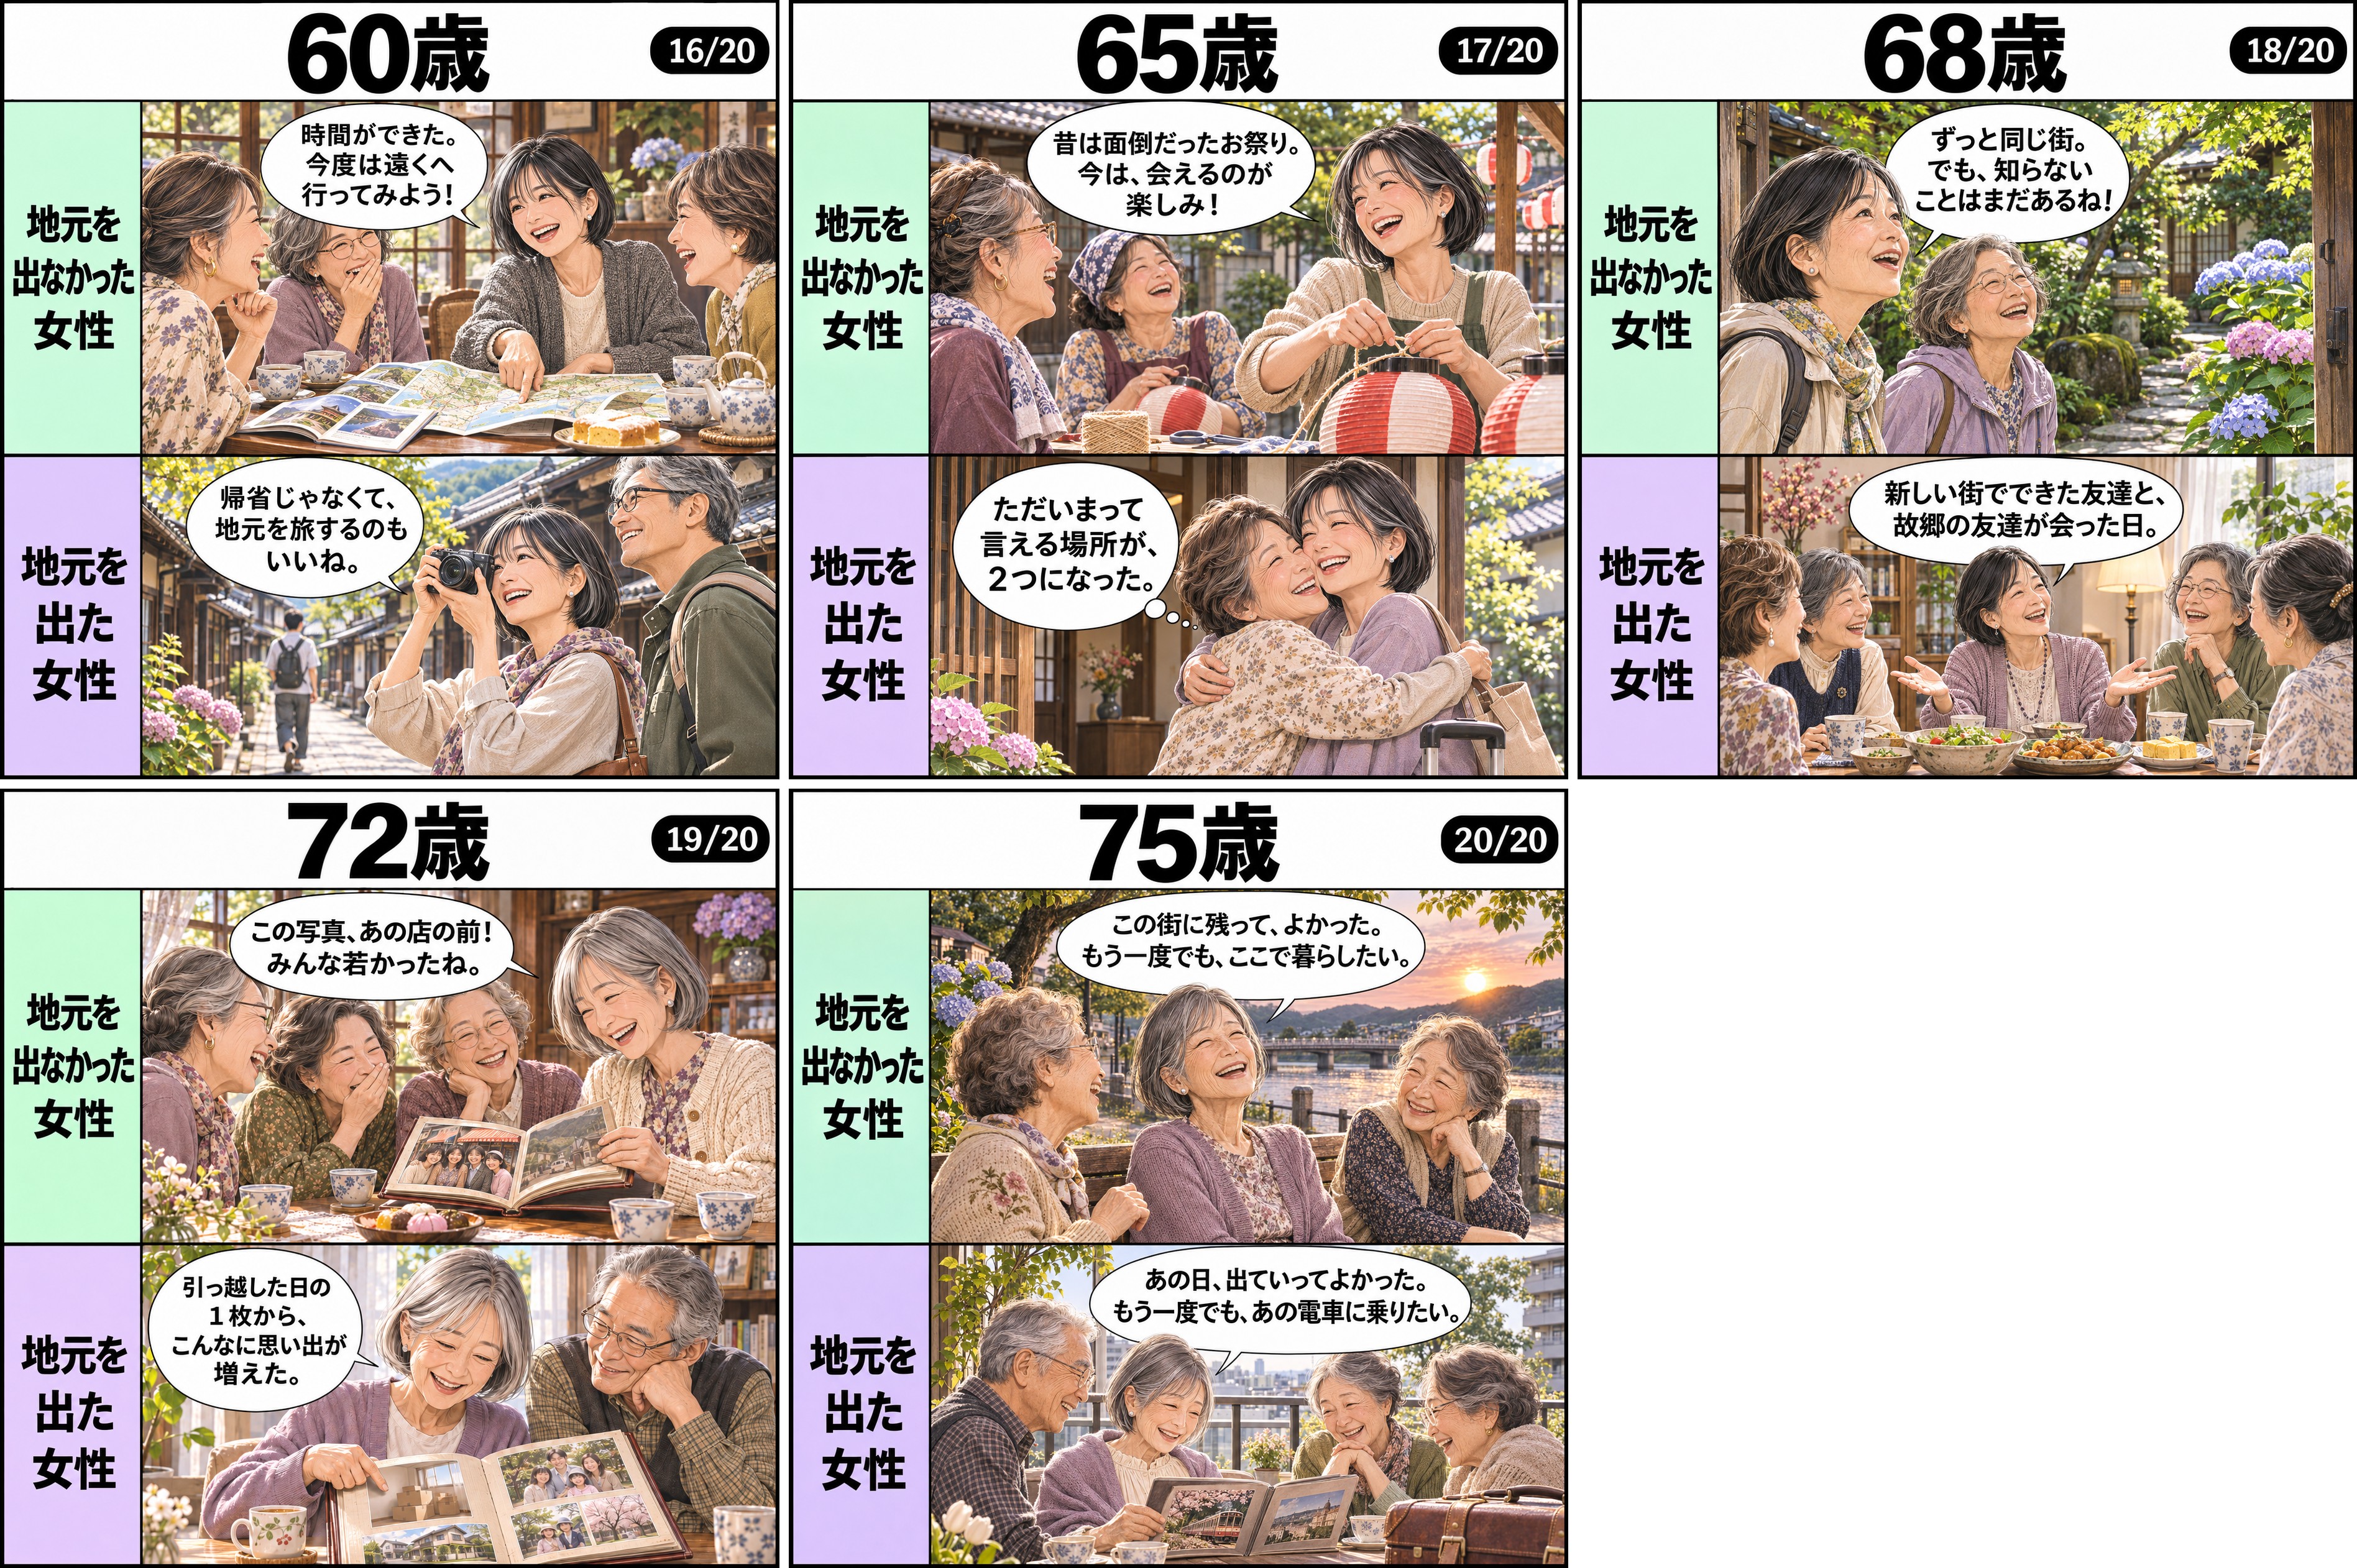 60歳
16/20
地元を
出なかった
女性
時間ができた。
今度は遠くへ
行ってみよう！
地元を
出た
女性
帰省じゃなくて、
地元を旅するのも
いいね。
65歳
17/20
地元を
出なかった
女性
昔は面倒だったお祭り。
今は、会えるのが
楽しみ！
地元を
出た
女性
ただいまって
言える場所が、
２つになった。
68歳
18/20
地元を
出なかった
女性
ずっと同じ街。
でも、知らない
ことはまだあるね！
地元を
出た
女性
新しい街でできた友達と、
故郷の友達が会った日。
72歳
19/20
地元を
出なかった
女性
この写真、あの店の前！
みんな若かったね。
地元を
出た
女性
引っ越した日の
１枚から、
こんなに思い出が
増えた。
75歳
20/20
地元を
出なかった
女性
この街に残って、よかった。
もう一度でも、ここで暮らしたい。
地元を
出た
女性
あの日、出ていってよかった。
もう一度でも、あの電車に乗りたい。